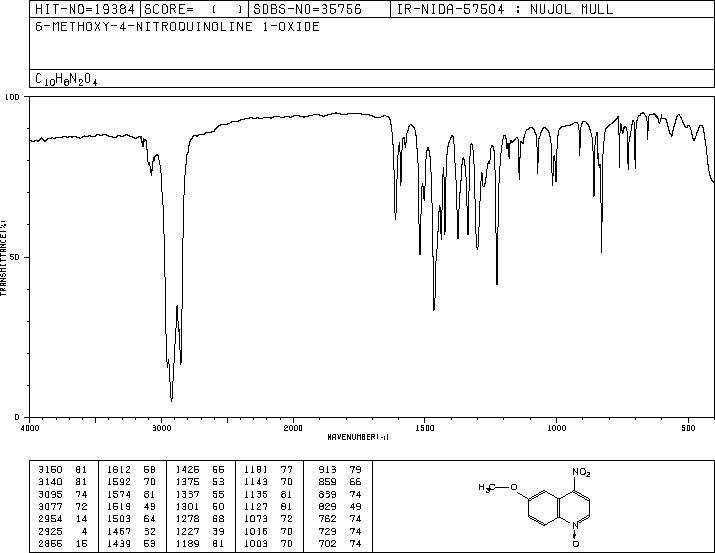 HIT-NO=19384 SCORE= ( ) SDBS-NO=35756 IR-NIDA-57504 : NUJOL MULL
6-METHOXY-4-NITROQUINOLINE 1-OXIDE
C10H8N2O4
100
50
0
TRANSMITTANCE(%)
4000 3000 2000 1500 1000 500
WAVENUMBER(-1)
3160 81 1612 60 1426 55 1181 77 913 79
3140 81 1592 70 1375 53 1143 70 859 66
3095 74 1574 81 1337 55 1135 81 839 74
3077 72 1519 49 1301 50 1127 81 829 49
2954 14 1503 64 1278 68 1073 72 762 74
2925 4 1467 32 1227 39 1016 70 729 74
2866 16 1439 53 1189 81 1003 70 702 74
NO2
H3C O
N
O